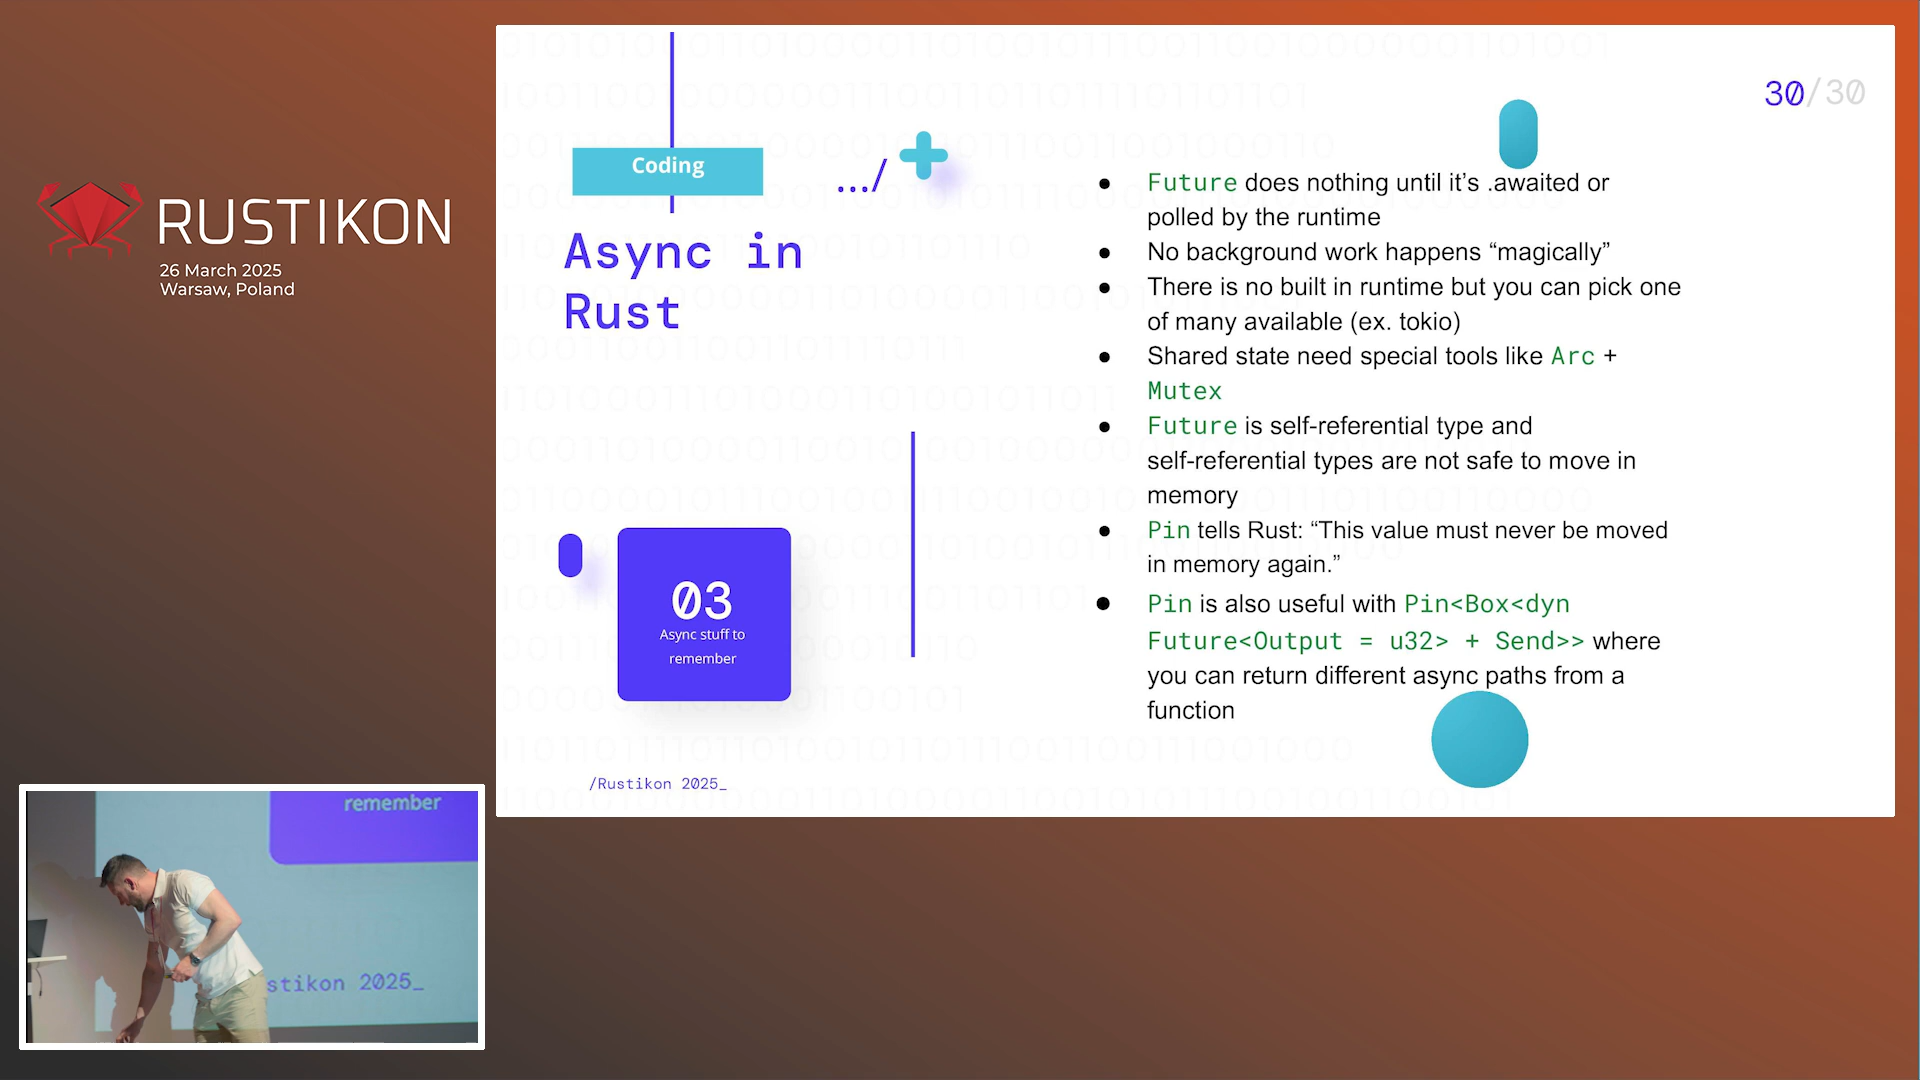 RUSTIKON
26 March 2025
Warsaw, Poland
30/30
Coding
.../
Async in
Rust
03
Async stuff to
remember
/Rustikon 2025_
● Future does nothing until it’s .awaited or
polled by the runtime
● No background work happens “magically”
● There is no built in runtime but you can pick one
of many available (ex. tokio)
● Shared state need special tools like Arc +
Mutex
● Future is self-referential type and
self-referential types are not safe to move in
memory
● Pin tells Rust: “This value must never be moved
in memory again.”
● Pin is also useful with Pin<Box<dyn
Future<Output = u32> + Send>> where
you can return different async paths from a
function
remember
stikon 2025_